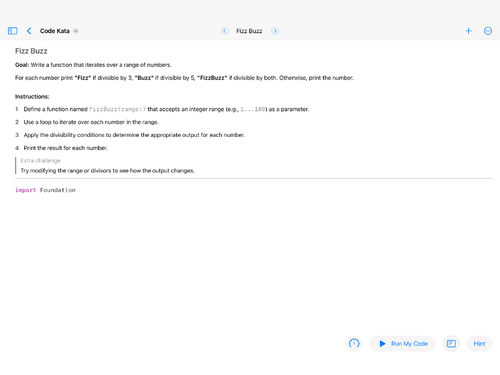 Code Kata
Fizz Buzz
Fizz Buzz
Goal: Write a function that iterates over a range of numbers.
For each number print "Fizz" if divisible by 3, "Buzz" if divisible by 5, "FizzBuzz" if divisible by both. Otherwise, print the number.
Instructions:
1 Define a function named fizzBuzz(range:) that accepts an integer range (e.g., 1...100) as a parameter.
2 Use a loop to iterate over each number in the range.
3 Apply the divisibility conditions to determine the appropriate output for each number.
4 Print the result for each number.
Extra challenge
Try modifying the range or divisors to see how the output changes.
import Foundation
Run My Code
Hint